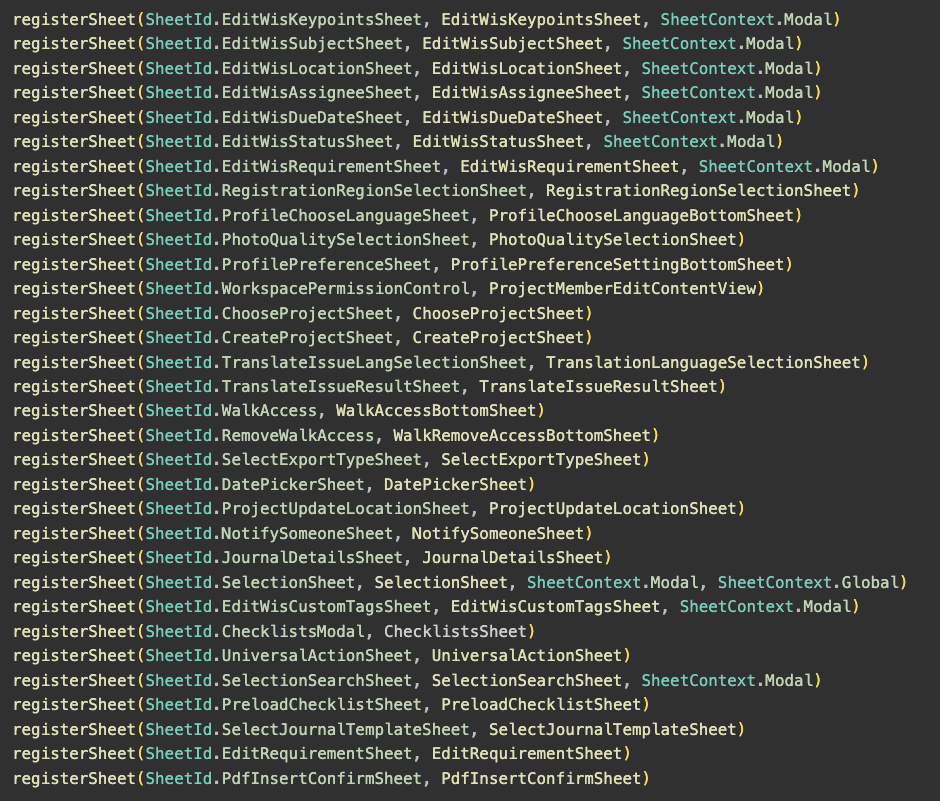 registerSheet(SheetId.EditWisKeypointsSheet, EditWisKeypointsSheet, SheetContext.Modal)
registerSheet(SheetId.EditWisSubjectSheet, EditWisSubjectSheet, SheetContext.Modal)
registerSheet(SheetId.EditWisLocationSheet, EditWisLocationSheet, SheetContext.Modal)
registerSheet(SheetId.EditWisAssigneeSheet, EditWisAssigneeSheet, SheetContext.Modal)
registerSheet(SheetId.EditWisDueDateSheet, EditWisDueDateSheet, SheetContext.Modal)
registerSheet(SheetId.EditWisStatusSheet, EditWisStatusSheet, SheetContext.Modal)
registerSheet(SheetId.EditWisRequirementSheet, EditWisRequirementSheet, SheetContext.Modal)
registerSheet(SheetId.RegistrationRegionSelectionSheet, RegistrationRegionSelectionSheet)
registerSheet(SheetId.ProfileChooseLanguageSheet, ProfileChooseLanguageBottomSheet)
registerSheet(SheetId.PhotoQualitySelectionSheet, PhotoQualitySelectionSheet)
registerSheet(SheetId.ProfilePreferenceSheet, ProfilePreferenceSettingBottomSheet)
registerSheet(SheetId.WorkspacePermissionControl, ProjectMemberEditContentView)
registerSheet(SheetId.ChooseProjectSheet, ChooseProjectSheet)
registerSheet(SheetId.CreateProjectSheet, CreateProjectSheet)
registerSheet(SheetId.TranslateIssueLangSelectionSheet, TranslationLanguageSelectionSheet)
registerSheet(SheetId.TranslateIssueResultSheet, TranslateIssueResultSheet)
registerSheet(SheetId.WalkAccess, WalkAccessBottomSheet)
registerSheet(SheetId.RemoveWalkAccess, WalkRemoveAccessBottomSheet)
registerSheet(SheetId.SelectExportTypeSheet, SelectExportTypeSheet)
registerSheet(SheetId.DatePickerSheet, DatePickerSheet)
registerSheet(SheetId.ProjectUpdateLocationSheet, ProjectUpdateLocationSheet)
registerSheet(SheetId.NotifySomeoneSheet, NotifySomeoneSheet)
registerSheet(SheetId.JournalDetailsSheet, JournalDetailsSheet)
registerSheet(SheetId.SelectionSheet, SelectionSheet, SheetContext.Modal, SheetContext.Global)
registerSheet(SheetId.EditWisCustomTagsSheet, EditWisCustomTagsSheet, SheetContext.Modal)
registerSheet(SheetId.ChecklistsModal, ChecklistsSheet)
registerSheet(SheetId.UniversalActionSheet, UniversalActionSheet)
registerSheet(SheetId.SelectionSearchSheet, SelectionSearchSheet, SheetContext.Modal)
registerSheet(SheetId.PreloadChecklistSheet, PreloadChecklistSheet)
registerSheet(SheetId.SelectJournalTemplateSheet, SelectJournalTemplateSheet)
registerSheet(SheetId.EditRequirementSheet, EditRequirementSheet)
registerSheet(SheetId.PdfInsertConfirmSheet, PdfInsertConfirmSheet)